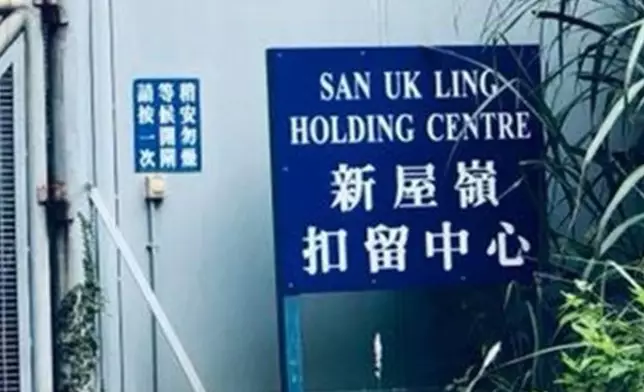 請按一次
等候開閘
稍安勿躁
SAN UK LING
HOLDING CENTRE
新屋嶺
扣留中心